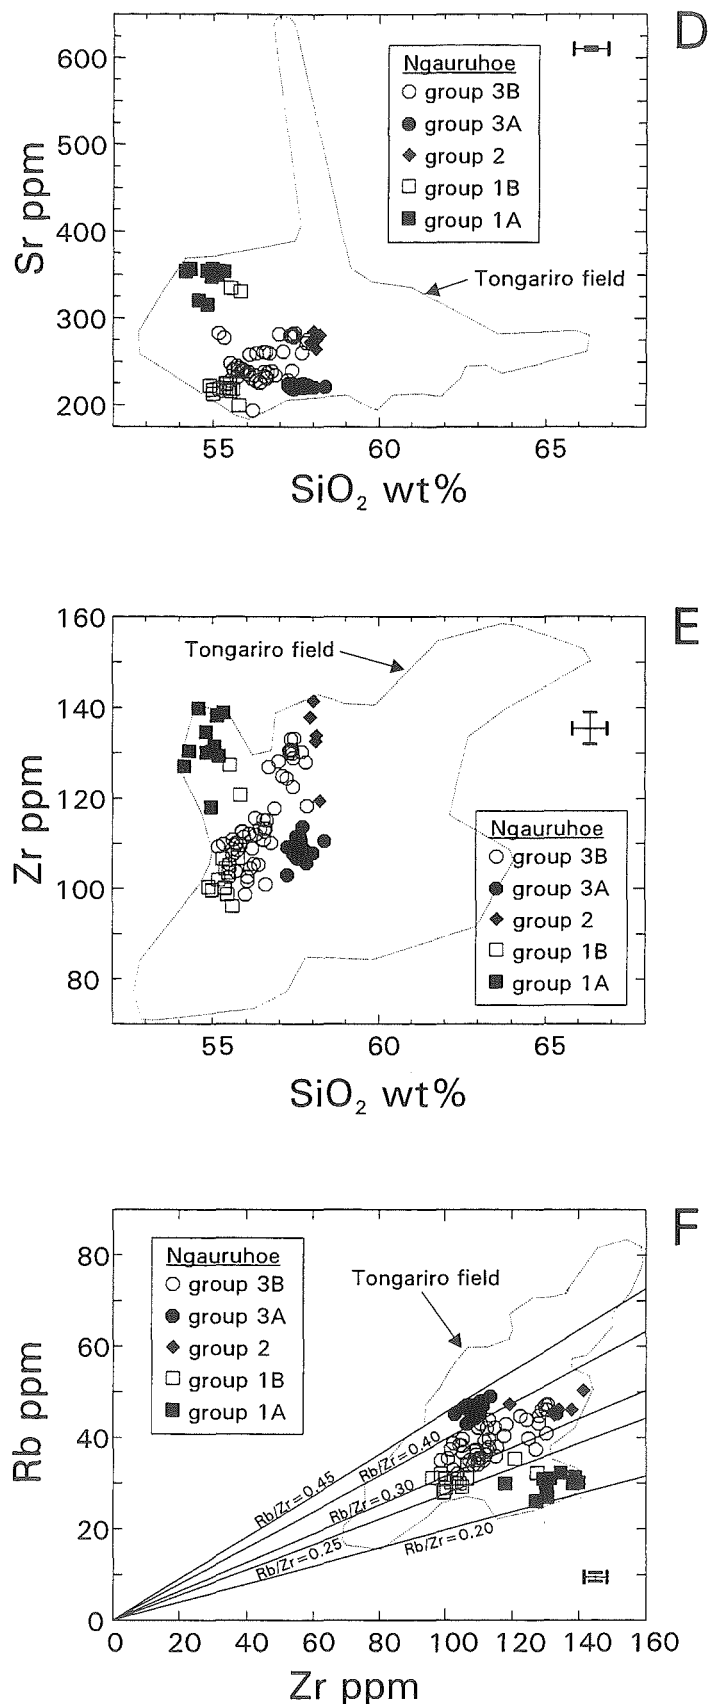 D
600
500
400
300
200
Sr ppm
Ngauruhoe
group 3B
group 3A
group 2
group 1B
group 1A
Tongariro field
55
60
65
SiO₂ wt%
E
160
140
120
100
80
Zr ppm
Tongariro field
Ngauruhoe
group 3B
group 3A
group 2
group 1B
group 1A
55
60
65
SiO₂ wt%
F
80
60
40
20
0
Rb ppm
Ngauruhoe
group 3B
group 3A
group 2
group 1B
group 1A
Tongariro field
Rb/Zr=0.45
Rb/Zr=0.40
Rb/Zr=0.30
Rb/Zr=0.25
Rb/Zr=0.20
0 20 40 60 80 100 120 140 160
Zr ppm